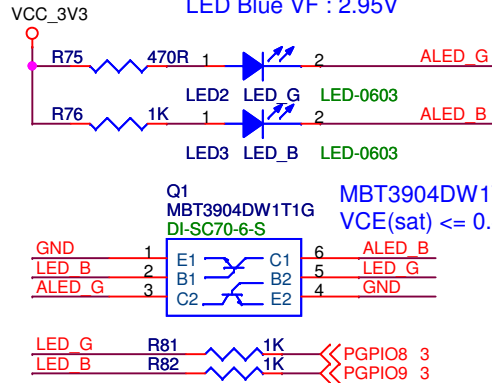 LED Blue VF : 2.95V
VCC_3V3
R75 470R 1 2 ALED_G
LED2 LED_G LED-0603
R76 1K 1 2 ALED_B
LED3 LED_B LED-0603
Q1
MBT3904DW1T1G
DI-SC70-6-S
MBT3904DW1
VCE(sat) <= 0.
GND 1 E1 C1 6 ALED_B
LED_B 2 B1 B2 5 LED_G
ALED_G 3 C2 E2 4 GND
LED_G R81 1K PGPIO8 3
LED_B R82 1K PGPIO9 3